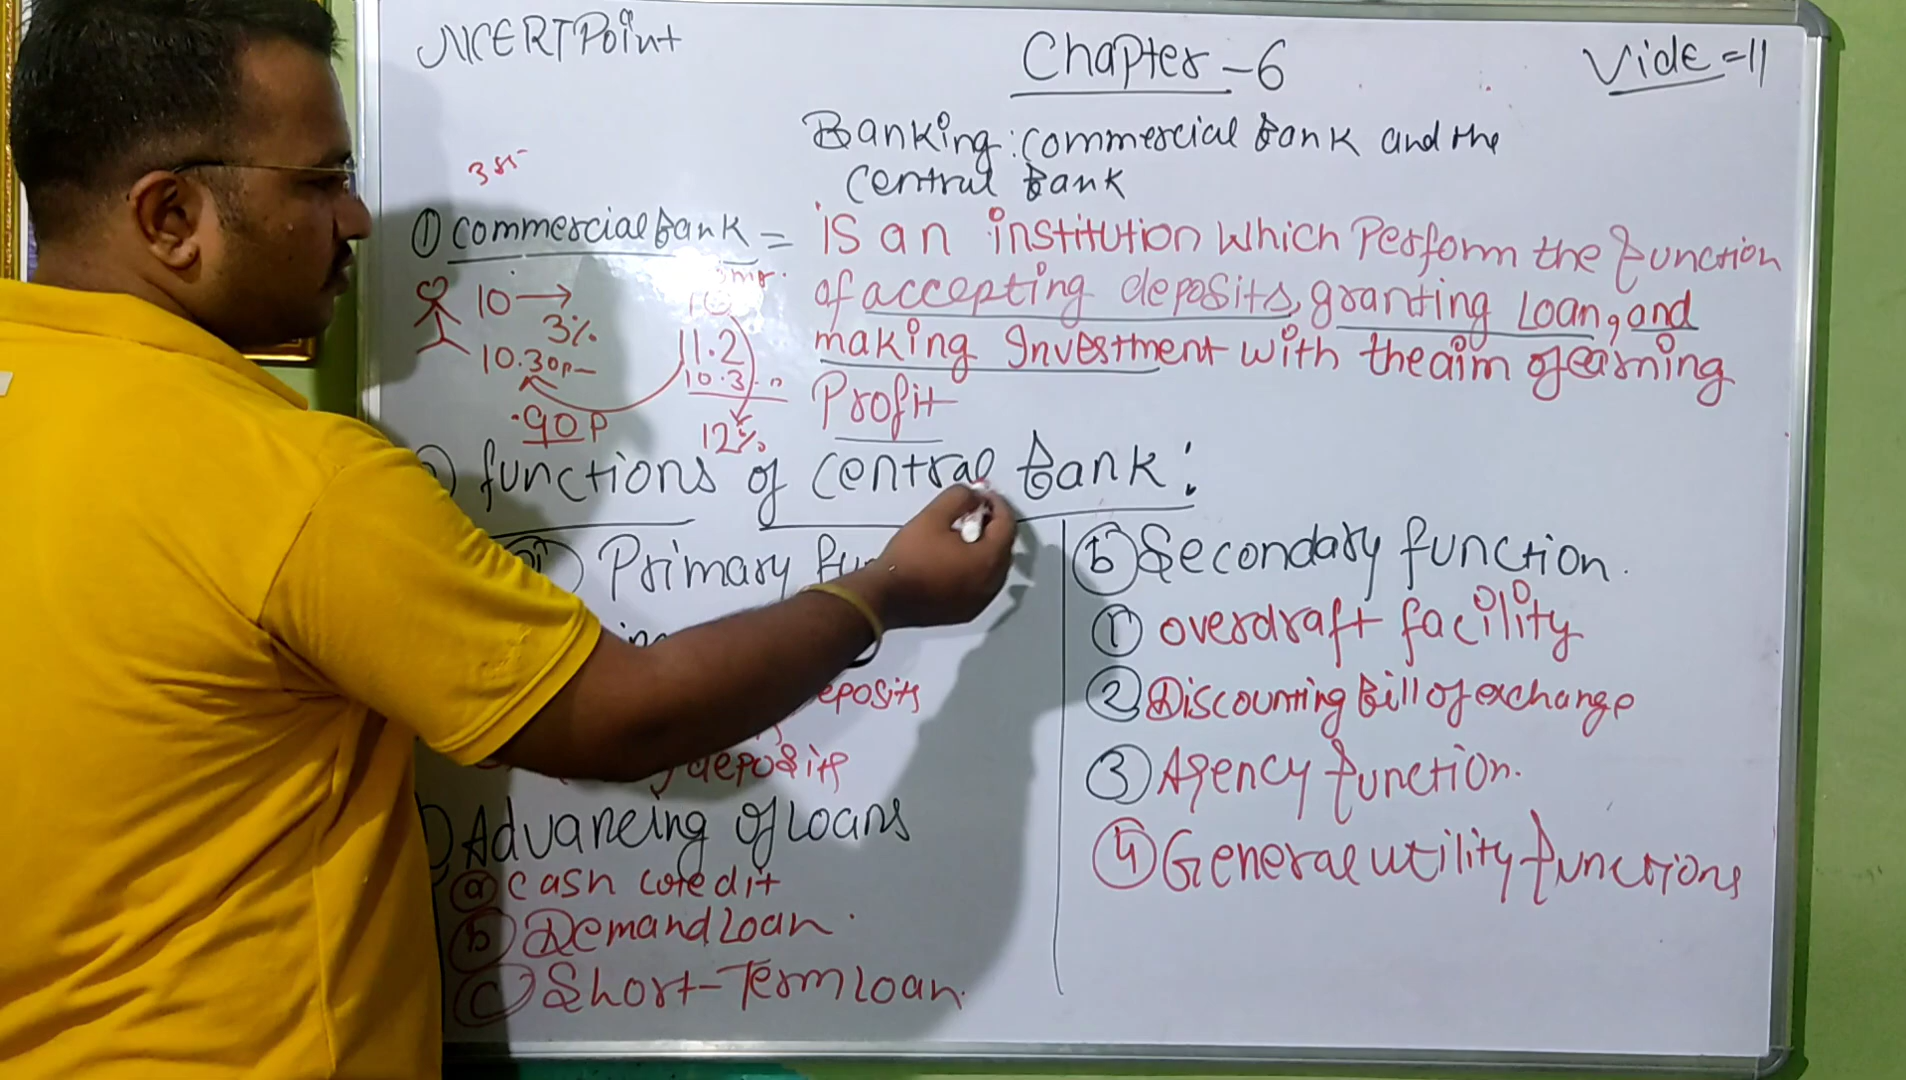 NCERT Point
Chapter-6
Vide = 11
Banking: commercial Bank and the
Central Bank
① Commercial Bank = is an institution which Perform the function
of accepting deposits, granting Loan, and
making Investment with the aim of earning
Profit
10 →
3%
10.30p
.90P
11.2
10.3
12%
functions of Central Bank:
Primary
accepting
eposits
deposits
Advancing of Loans
ⓐ Cash Credit
ⓑ Demand Loan.
ⓒ Short-Term Loan.
ⓑ Secondary function.
① Overdraft facility
② Discounting Bill of exchange
③ Agency function.
④ General utility functions